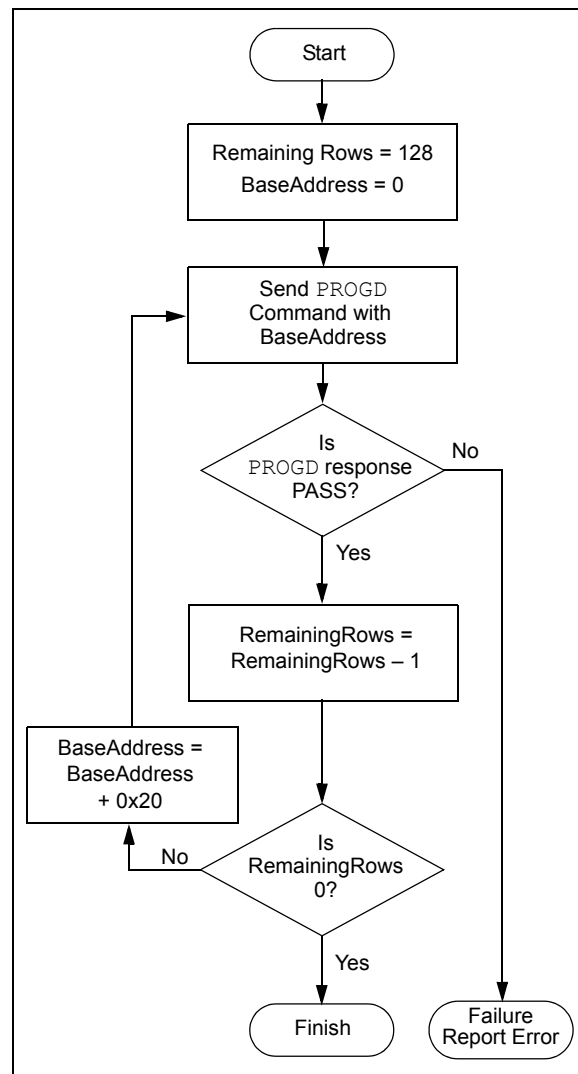 Start
Remaining Rows = 128
BaseAddress = 0
Send PROGD
Command with
BaseAddress
Is
PROGD response
PASS?
No
Yes
RemainingRows =
RemainingRows – 1
BaseAddress =
BaseAddress
+ 0x20
No
Is
RemainingRows
0?
Yes
Finish
Failure
Report Error